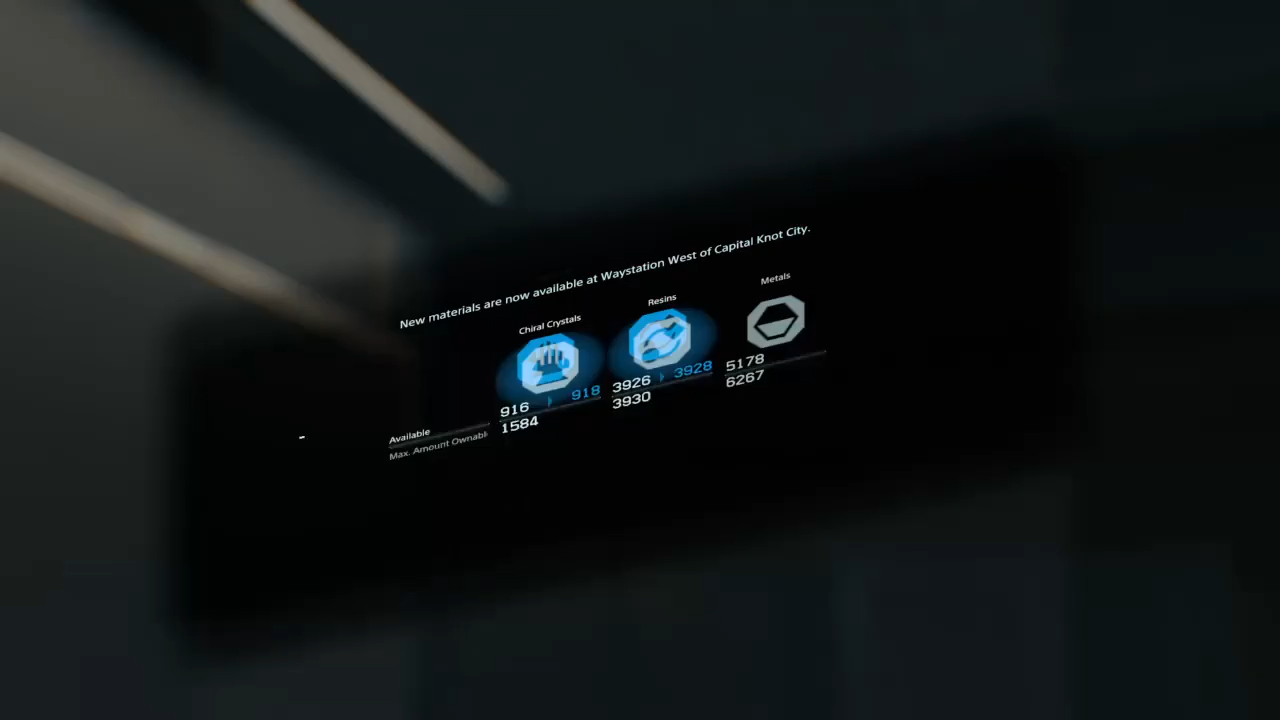 New materials are now available at Waystation West of Capital Knot City.
Chiral Crystals Resins Metals
916 918 3926 3928 5178
Available
1584 3930 6267
Max. Amount Ownabl